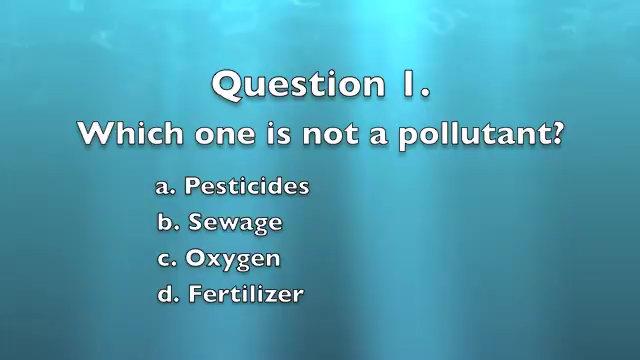 Question 1.
Which one is not a pollutant?
a. Pesticides
b. Sewage
c. Oxygen
d. Fertilizer